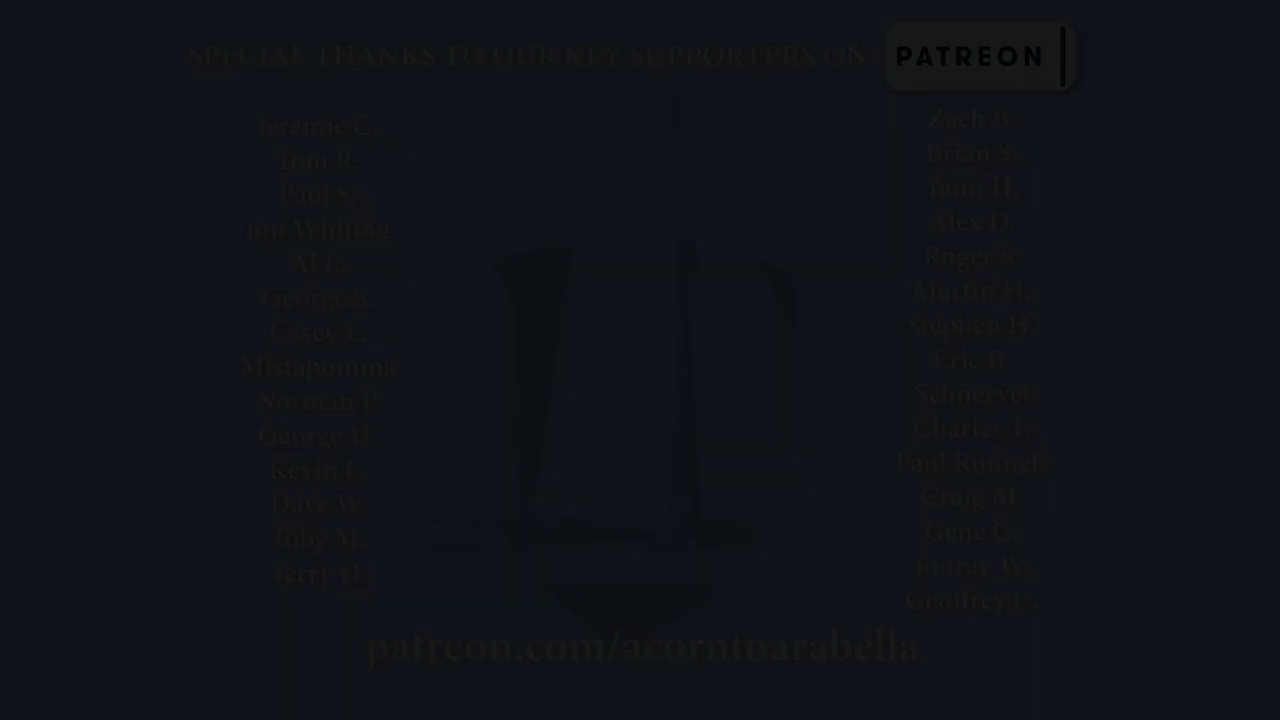 SPECIAL THANKS TO OUR KEY SUPPORTERS ON PATREON
Jeremie C.
Tom R.
Paul S.
Jim Whiting
Al L.
George S.
Casey L.
Mistapomma
Norman P.
George H.
Kevin C.
Dave W.
Toby M.
Terry H.
Zach B.
Brian S.
Yann H.
Alex D.
Roger S.
Martin H.
Stephen H.
Eric B.
Schnervel
Charles D.
Paul Runnels
Craig M.
Gene G.
W.
Geoffrey C.
patreon.com/acorntoarabella